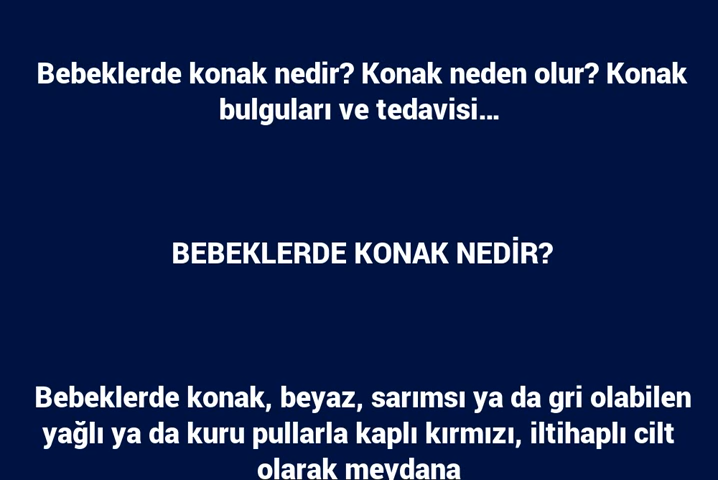 Bebeklerde konak nedir? Konak neden olur? Konak
bulguları ve tedavisi...
BEBEKLERDE KONAK NEDİR?
Bebeklerde konak, beyaz, sarımsı ya da gri olabilen
yağlı ya da kuru pullarla kaplı kırmızı, iltihaplı cilt
olarak meydana